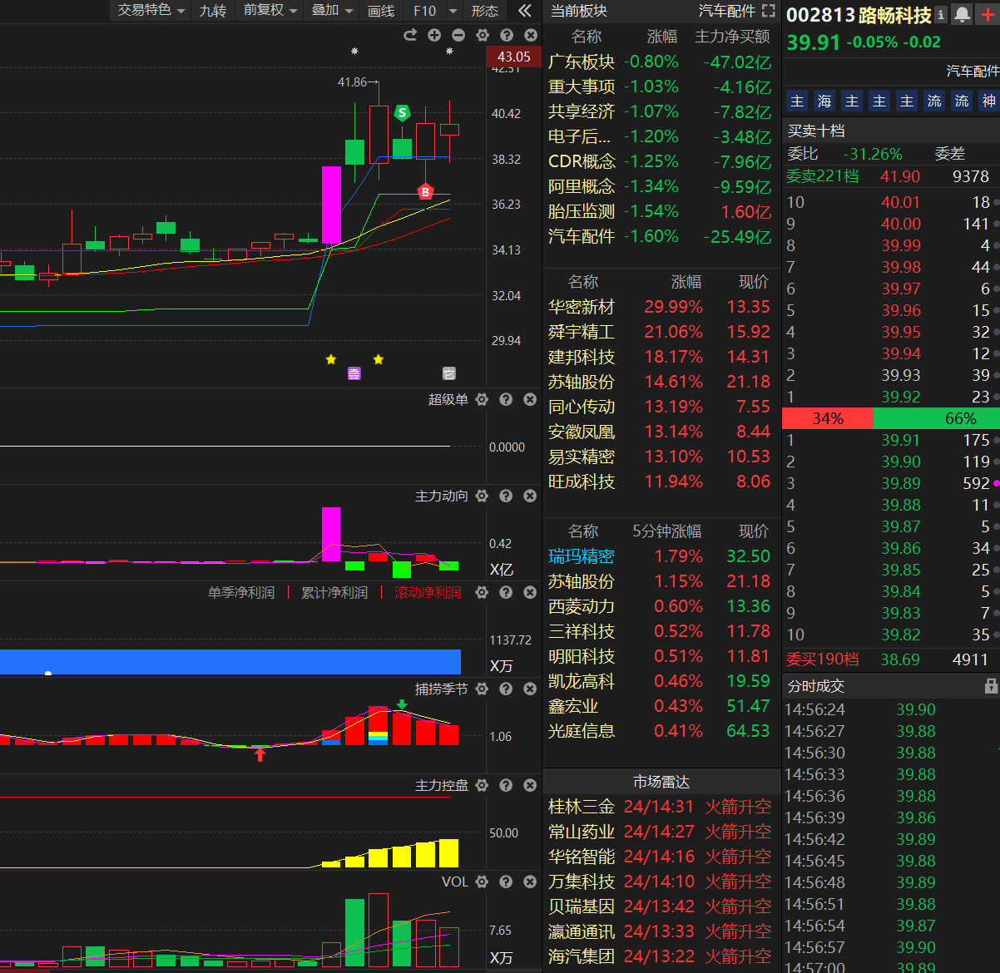 交易特色 九转 前复权 叠加 画线 F10 形态
43.05
42.31
41.86→
40.42
38.32
36.23
34.13
32.04
29.94
S
B
叠
它
超级单
0.0000
主力动向
0.42
X亿
单季净利润 | 累计净利润 | 滚动净利润
1137.72
X万
捕捞季节
1.06
主力控盘
50.00
VOL
7.65
X万
当前板块 汽车配件
名称 涨幅 主力净买额
广东板块 -0.80% -47.02亿
重大事项 -1.03% -4.16亿
共享经济 -1.07% -7.82亿
电子后... -1.20% -3.48亿
CDR概念 -1.25% -7.96亿
阿里概念 -1.34% -9.59亿
胎压监测 -1.54% 1.60亿
汽车配件 -1.60% -25.49亿
名称 涨幅 现价
华密新材 29.99% 13.35
舜宇精工 21.06% 15.92
建邦科技 18.17% 14.31
苏轴股份 14.61% 21.18
同心传动 13.19% 7.55
安徽凤凰 13.14% 8.44
易实精密 13.10% 10.53
旺成科技 11.94% 8.06
名称 5分钟涨幅 现价
瑞玛精密 1.79% 32.50
苏轴股份 1.15% 21.18
西菱动力 0.60% 13.36
三祥科技 0.52% 11.78
明阳科技 0.51% 11.81
凯龙高科 0.46% 19.59
鑫宏业 0.43% 51.47
光庭信息 0.41% 64.53
市场雷达
桂林三金 24/14:31 火箭升空
常山药业 24/14:27 火箭升空
华铭智能 24/14:16 火箭升空
万集科技 24/14:10 火箭升空
贝瑞基因 24/13:42 火箭升空
瀛通通讯 24/13:33 火箭升空
海汽集团 24/13:22 火箭升空
002813 路畅科技
39.91 -0.05% -0.02
汽车配件
主 海 主 主 主 流 流 神
买卖十档
委比 -31.26% 委差
委卖221档 41.90 9378
10 40.01 18
9 40.00 141
8 39.99 4
7 39.98 44
6 39.97 6
5 39.96 15
4 39.95 32
3 39.94 12
2 39.93 39
1 39.92 23
34% 66%
1 39.91 175
2 39.90 119
3 39.89 592
4 39.88 11
5 39.87 5
6 39.86 34
7 39.85 25
8 39.84 5
9 39.83 7
10 39.82 35
委买190档 38.69 4911
分时成交
14:56:24 39.90
14:56:27 39.88
14:56:30 39.88
14:56:33 39.88
14:56:36 39.88
14:56:39 39.86
14:56:42 39.89
14:56:45 39.88
14:56:48 39.89
14:56:51 39.88
14:56:54 39.87
14:56:57 39.90
14:57:00 39.89